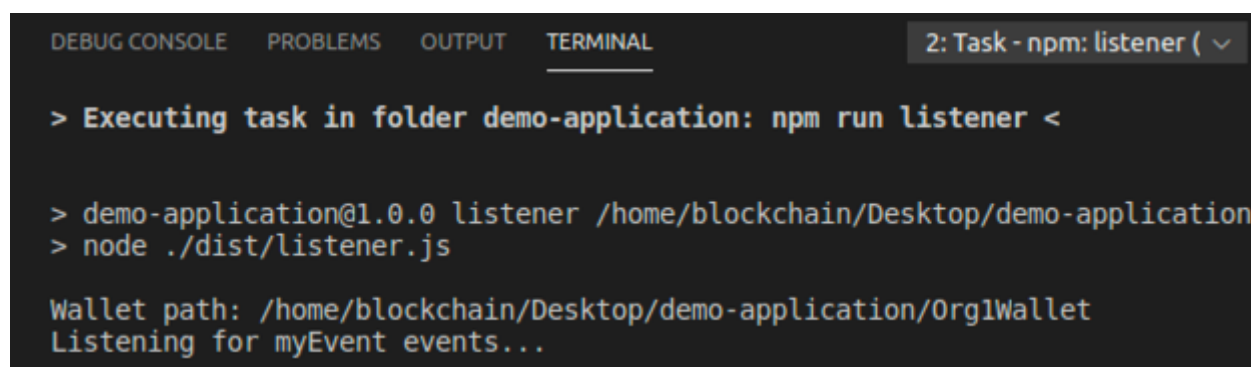 DEBUG CONSOLE PROBLEMS OUTPUT TERMINAL 2: Task - npm: listener (
> Executing task in folder demo-application: npm run listener <
> demo-application@1.0.0 listener /home/blockchain/Desktop/demo-application
> node ./dist/listener.js
Wallet path: /home/blockchain/Desktop/demo-application/Org1Wallet
Listening for myEvent events...